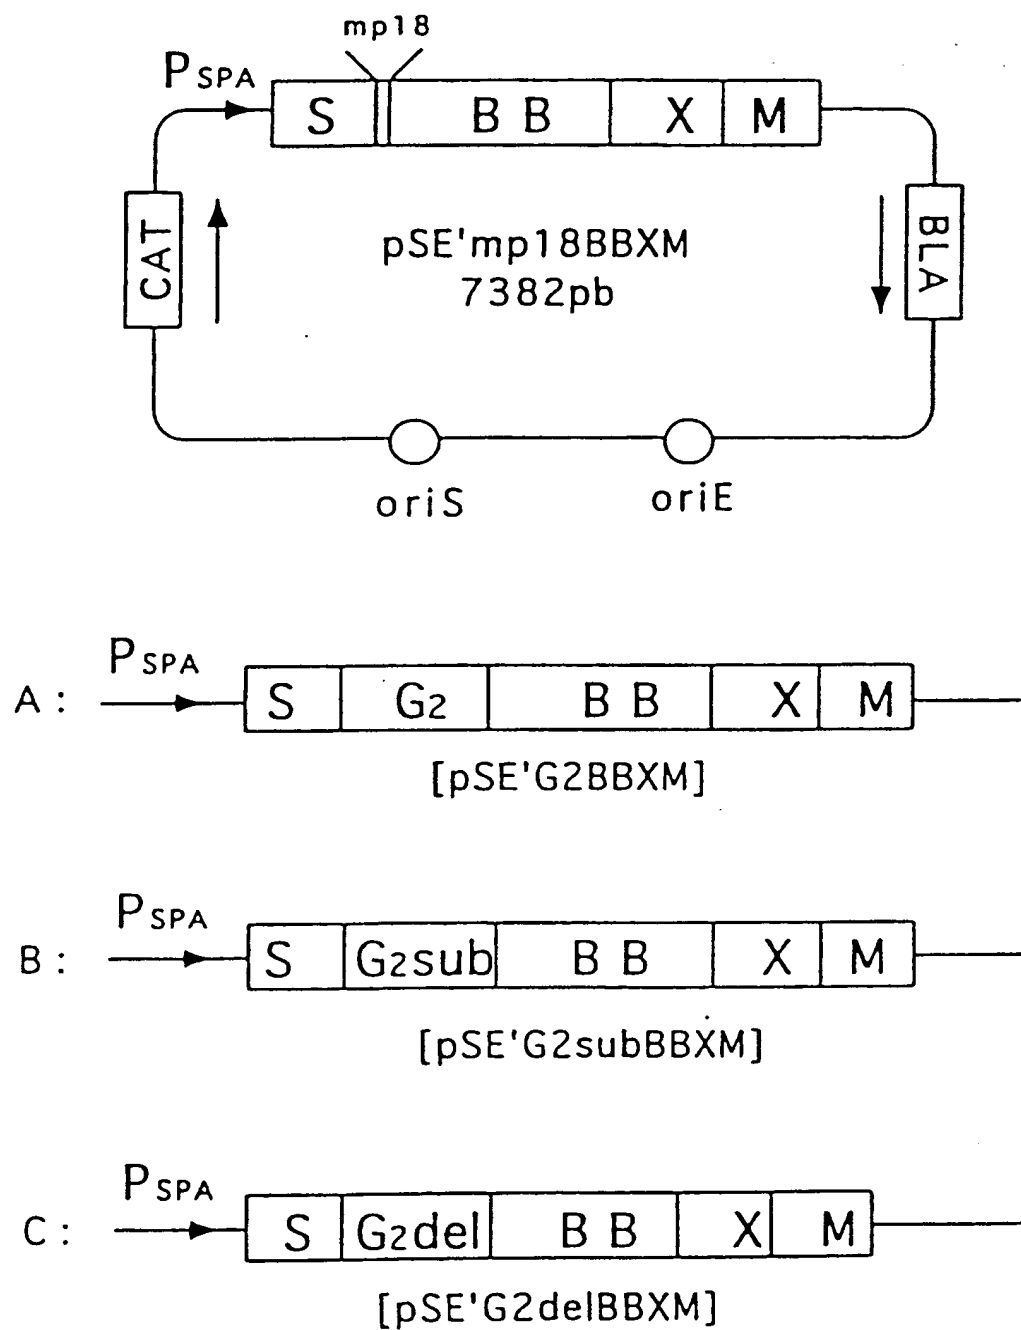 mp18
PSPA
S BB X M
CAT
pSE'mp18BBXM
7382pb
BLA
oriS oriE
PSPA
A: S G2 BB X M
[pSE'G2BBXM]
PSPA
B: S G2sub BB X M
[pSE'G2subBBXM]
PSPA
C: S G2del BB X M
[pSE'G2delBBXM]